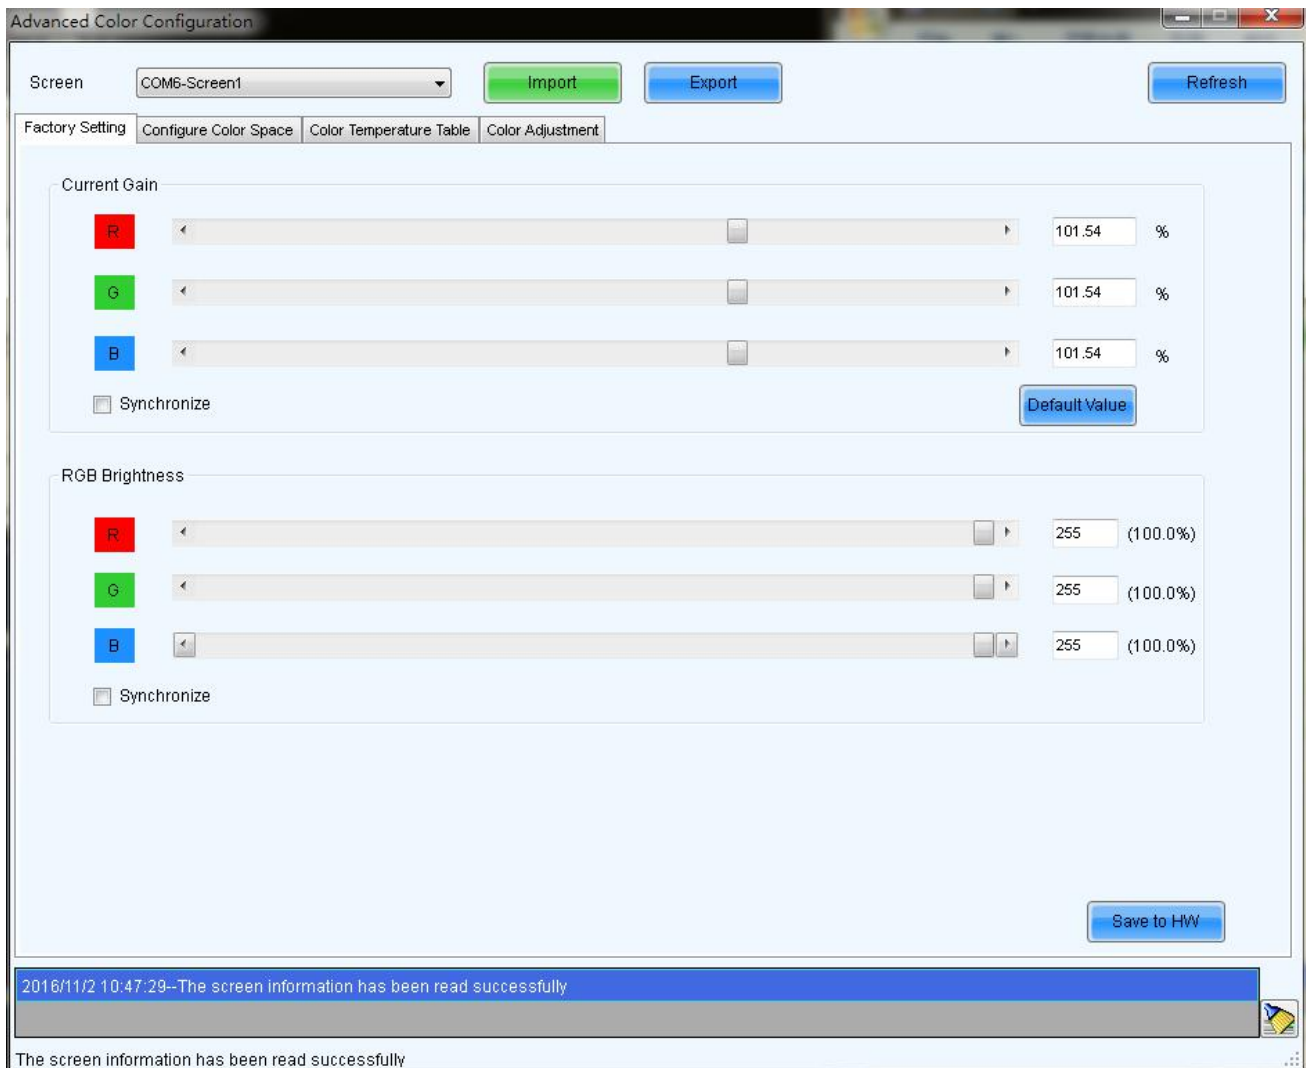 Advanced Color Configuration
Screen COM6-Screen1 Import Export Refresh
Factory Setting Configure Color Space Color Temperature Table Color Adjustment
Current Gain
R 101.54 %
G 101.54 %
B 101.54 %
Synchronize Default Value
RGB Brightness
R 255 (100.0%)
G 255 (100.0%)
B 255 (100.0%)
Synchronize
Save to HW
2016/11/2 10:47:29--The screen information has been read successfully
The screen information has been read successfully